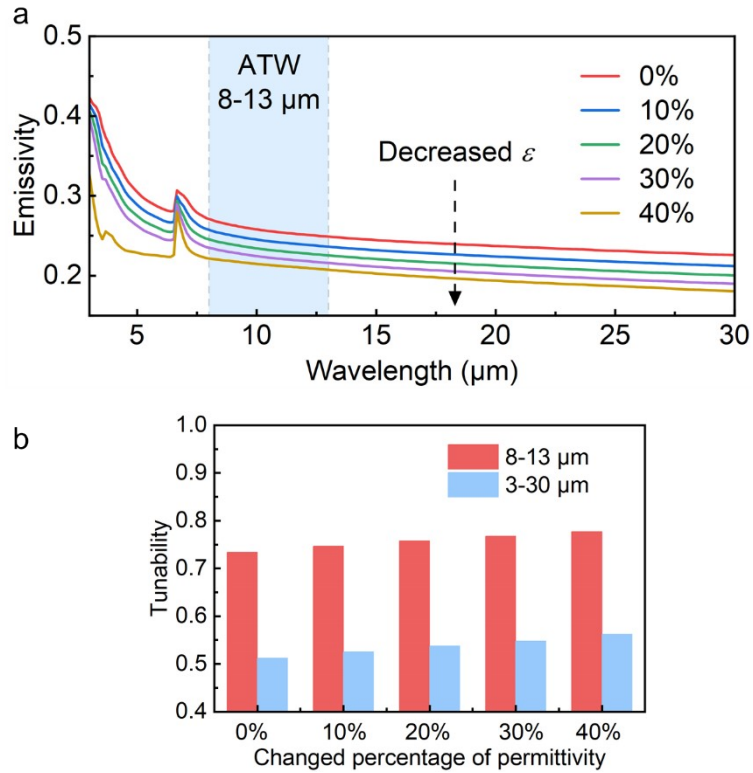 a
0.5
0.4
0.3
0.2
Emissivity
ATW
8-13 μm
Decreased ε
0%
10%
20%
30%
40%
5
10
15
20
25
30
Wavelength (μm)
b
1.0
0.9
0.8
0.7
0.6
0.5
0.4
Tunability
8-13 μm
3-30 μm
0%
10%
20%
30%
40%
Changed percentage of permittivity